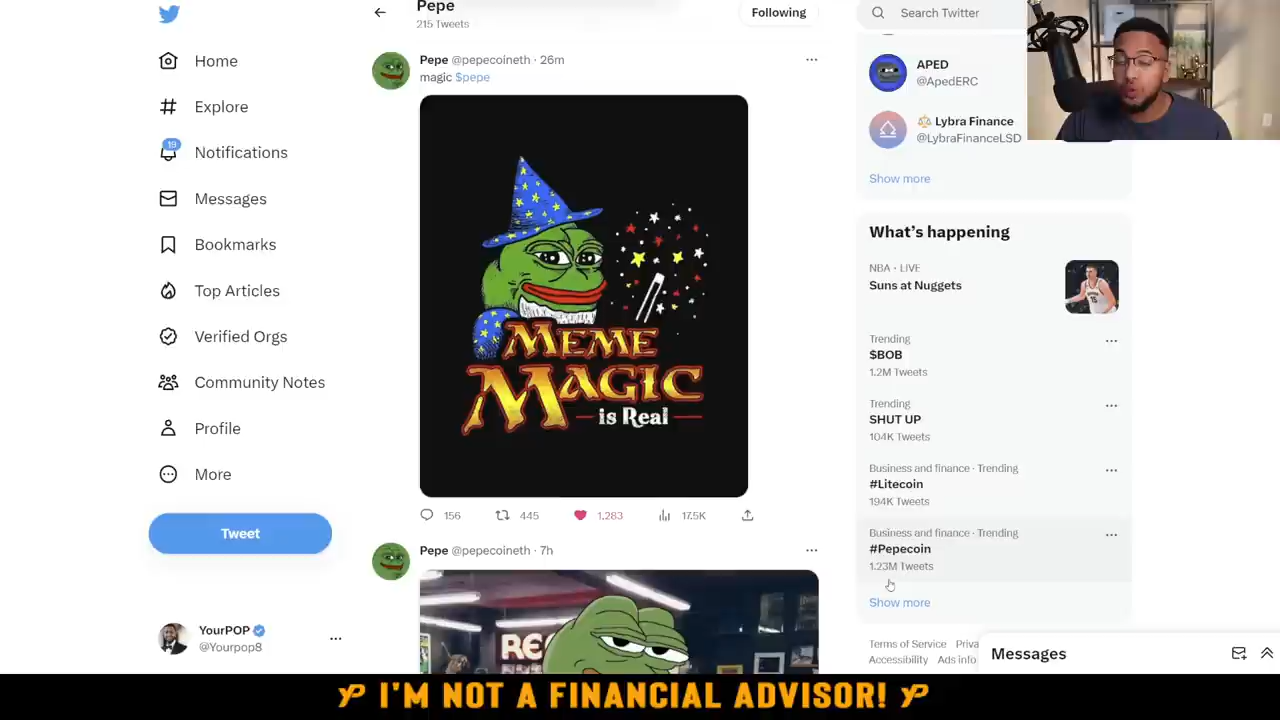 Home
Explore
19
Notifications
Messages
Bookmarks
Top Articles
Verified Orgs
Community Notes
Profile
More
Tweet
YourPOP
@Yourpop8
Pepe
215 Tweets
Following
Pepe @pepecoineth · 26m
magic $pepe
MEME
MAGIC
is Real
156
445
1,283
17.5K
Pepe @pepecoineth · 7h
Search Twitter
APED
@ApedERC
Lybra Finance
@LybraFinanceLSD
Show more
What's happening
NBA · LIVE
Suns at Nuggets
Trending
$BOB
1.2M Tweets
Trending
SHUT UP
104K Tweets
Business and finance · Trending
#Litecoin
194K Tweets
Business and finance · Trending
#Pepecoin
1.23M Tweets
Show more
Terms of Service
Accessibility Ads info
Messages
YP I'M NOT A FINANCIAL ADVISOR! YP